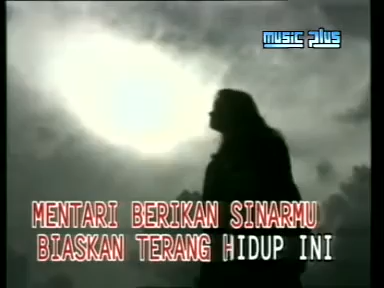 music plus
MENTARI BERIKAN SINARMU
BIASKAN TERANG HIDUP INI